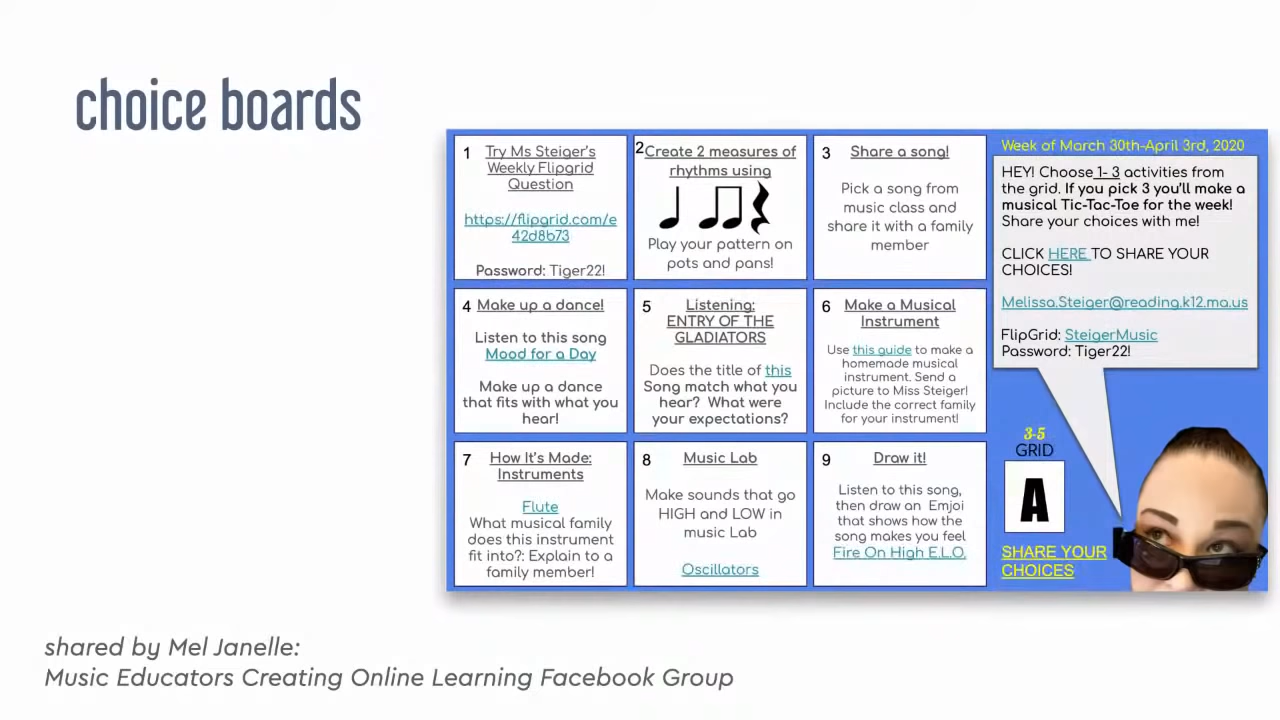 choice boards
1 Try Ms Steiger's
Weekly Flipgrid
Question
https://flipgrid.com/e
42d8b73
Password: Tiger22!
2 Create 2 measures of
rhythms using
Play your pattern on
pots and pans!
3 Share a song!
Pick a song from
music class and
share it with a family
member
4 Make up a dance!
Listen to this song
Mood for a Day
Make up a dance
that fits with what you
hear!
5 Listening:
ENTRY OF THE
GLADIATORS
Does the title of this
Song match what you
hear? What were
your expectations?
6 Make a Musical
Instrument
Use this guide to make a
homemade musical
instrument. Send a
picture to Miss Steiger!
Include the correct family
for your instrument!
7 How It's Made:
Instruments
Flute
What musical family
does this instrument
fit into?: Explain to a
family member!
8 Music Lab
Make sounds that go
HIGH and LOW in
music Lab
Oscillators
9 Draw it!
Listen to this song,
then draw an Emjoi
that shows how the
song makes you feel
Fire On High E.L.O.
Week of March 30th-April 3rd, 2020
HEY! Choose 1- 3 activities from
the grid. If you pick 3 you'll make a
musical Tic-Tac-Toe for the week!
Share your choices with me!
CLICK HERE TO SHARE YOUR
CHOICES!
Melissa.Steiger@reading.k12.ma.us
FlipGrid: SteigerMusic
Password: Tiger22!
3-5
GRID
A
SHARE YOUR
CHOICES
shared by Mel Janelle:
Music Educators Creating Online Learning Facebook Group